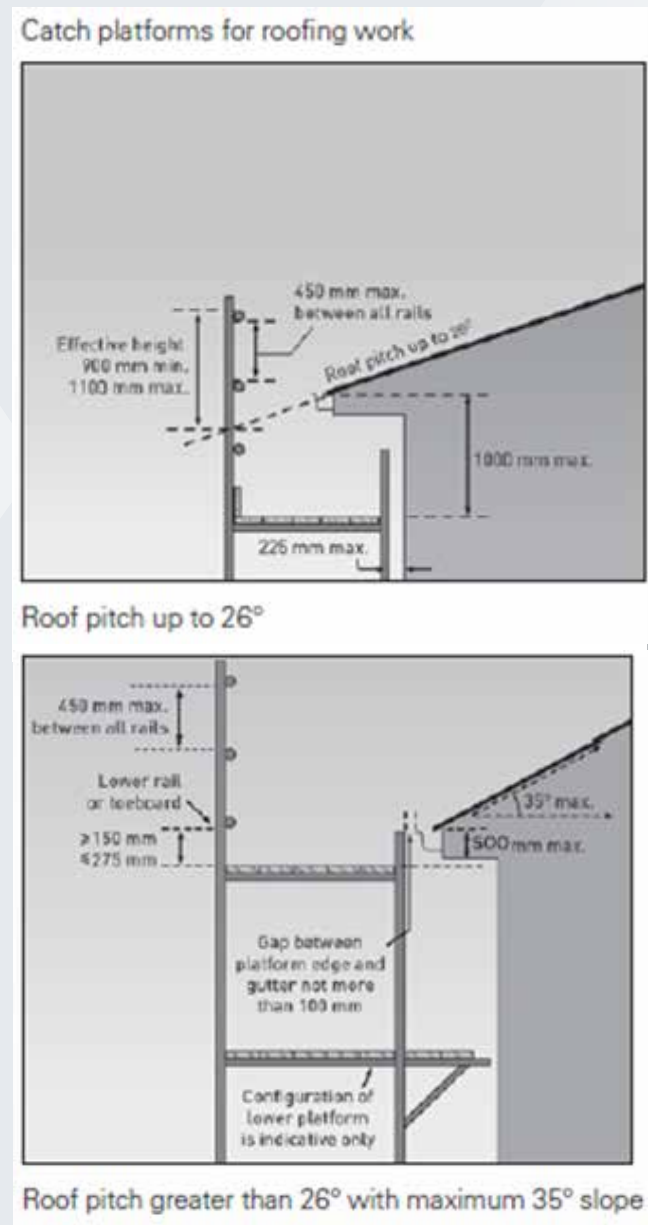 Catch platforms for roofing work
450 mm max.
between all rails
Effective height
900 mm min.
1100 mm max.
Roof pitch up to 26°
1000 mm max.
225 mm max.
Roof pitch up to 26°
450 mm max.
between all rails
Lower rail
or toeboard
≥150 mm
≤275 mm
35° max.
500 mm max.
Gap between
platform edge and
gutter not more
than 100 mm
Configuration of
lower platform
is indicative only
Roof pitch greater than 26° with maximum 35° slope